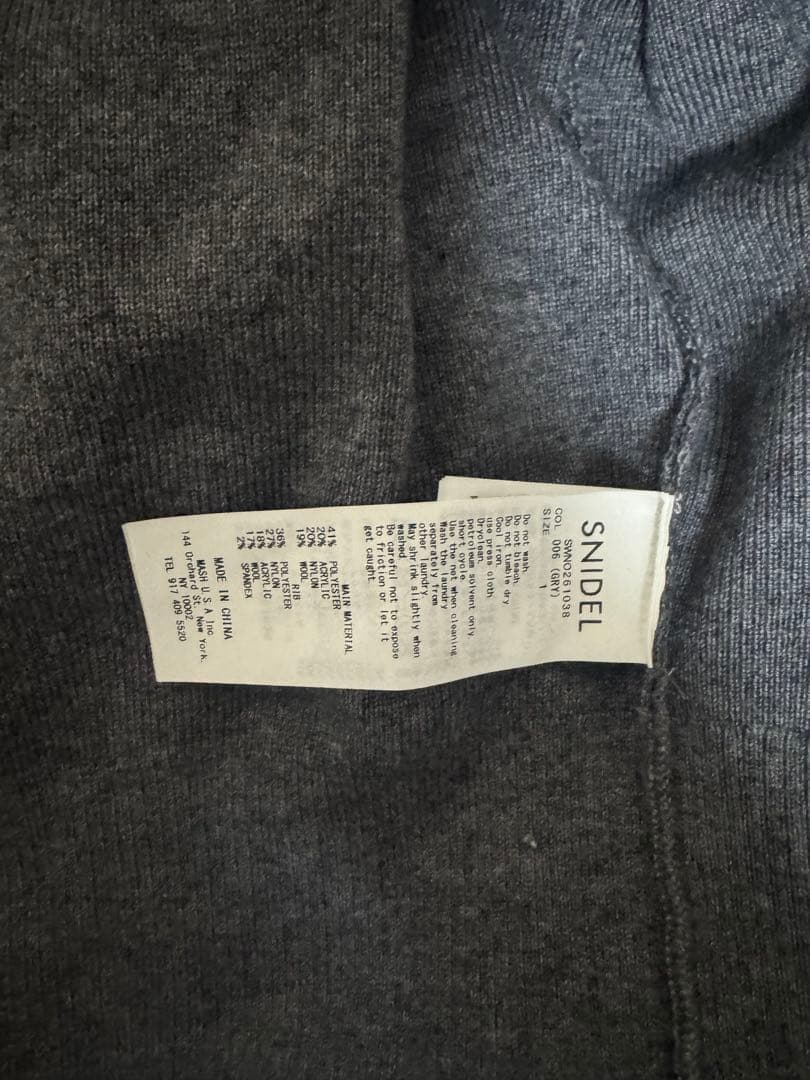 SNIDEL
SWNO261038
COL 006 (GRY)
SIZE 1
Do not wash.
Do not bleach.
Do not tumble dry
Cool iron.
use press cloth
Dryclean,
petroleum solvent only
short cycle.
Use the net when cleaning
Wash the laundry
separately from
other laundry.
May shrink slightly when
washed
Be careful not to expose
to friction or let it
get caught
MAIN MATERIAL
41% POLYESTER
20% ACRYLIC
20% NYLON
19% WOOL
RIB
36% POLYESTER
27% NYLON
18% ACRYLIC
17% WOOL
2% SPANDEX
MADE IN CHINA
MASH U.S.A Inc.
144 Orchard St. New York.
NY 10002
TEL 917 409 5520